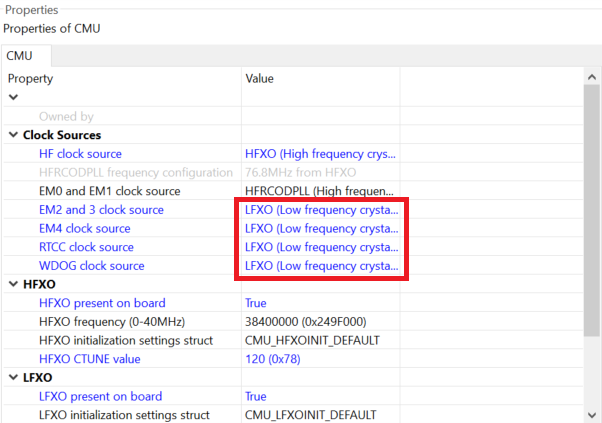 Properties
Properties of CMU
CMU
Property Value
Owned by
Clock Sources
HF clock source HFXO (High frequency crys...
HFRCODPLL frequency configuration 76.8MHz from HFXO
EM0 and EM1 clock source HFRCODPLL (High frequen...
EM2 and 3 clock source LFXO (Low frequency crysta...
EM4 clock source LFXO (Low frequency crysta...
RTCC clock source LFXO (Low frequency crysta...
WDOG clock source LFXO (Low frequency crysta...
HFXO
HFXO present on board True
HFXO frequency (0-40MHz) 38400000 (0x249F000)
HFXO initialization settings struct CMU_HFXOINIT_DEFAULT
HFXO CTUNE value 120 (0x78)
LFXO
LFXO present on board True
LFXO initialization settings struct CMU_LFXOINIT_DEFAULT